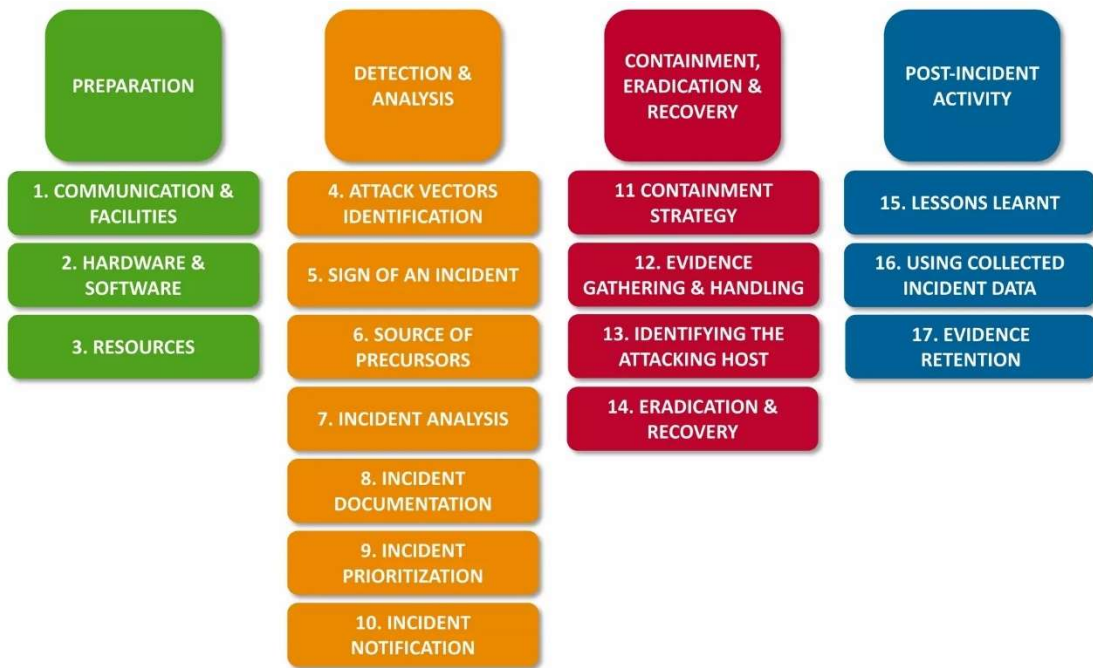 PREPARATION
1. COMMUNICATION &
FACILITIES
2. HARDWARE &
SOFTWARE
3. RESOURCES
DETECTION &
ANALYSIS
4. ATTACK VECTORS
IDENTIFICATION
5. SIGN OF AN INCIDENT
6. SOURCE OF
PRECURSORS
7. INCIDENT ANALYSIS
8. INCIDENT
DOCUMENTATION
9. INCIDENT
PRIORITIZATION
10. INCIDENT
NOTIFICATION
CONTAINMENT,
ERADICATION &
RECOVERY
11 CONTAINMENT
STRATEGY
12. EVIDENCE
GATHERING & HANDLING
13. IDENTIFYING THE
ATTACKING HOST
14. ERADICATION &
RECOVERY
POST-INCIDENT
ACTIVITY
15. LESSONS LEARNT
16. USING COLLECTED
INCIDENT DATA
17. EVIDENCE
RETENTION